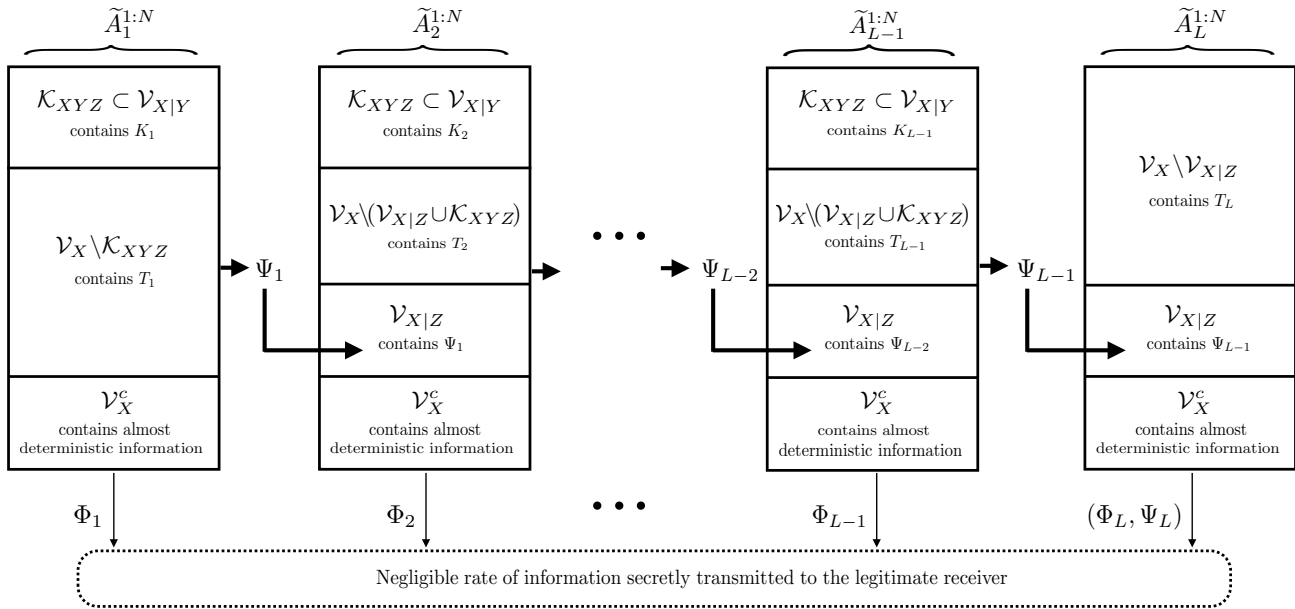 Ã_1^{1:N} Ã_2^{1:N} Ã_{L−1}^{1:N} Ã_L^{1:N}
𝒦_{XYZ} ⊂ 𝒱_{X|Y}
contains K_1
𝒱_X\𝒦_{XYZ}
contains T_1
𝒱_X^c
contains almost
deterministic information
Ψ_1
𝒦_{XYZ} ⊂ 𝒱_{X|Y}
contains K_2
𝒱_X\(𝒱_{X|Z} ∪ 𝒦_{XYZ})
contains T_2
𝒱_{X|Z}
contains Ψ_1
𝒱_X^c
contains almost
deterministic information
• • •
Ψ_{L−2}
𝒦_{XYZ} ⊂ 𝒱_{X|Y}
contains K_{L−1}
𝒱_X\(𝒱_{X|Z} ∪ 𝒦_{XYZ})
contains T_{L−1}
𝒱_{X|Z}
contains Ψ_{L−2}
𝒱_X^c
contains almost
deterministic information
Ψ_{L−1}
𝒱_X\𝒱_{X|Z}
contains T_L
𝒱_{X|Z}
contains Ψ_{L−1}
𝒱_X^c
contains almost
deterministic information
Φ_1 Φ_2 • • • Φ_{L−1} (Φ_L, Ψ_L)
Negligible rate of information secretly transmitted to the legitimate receiver